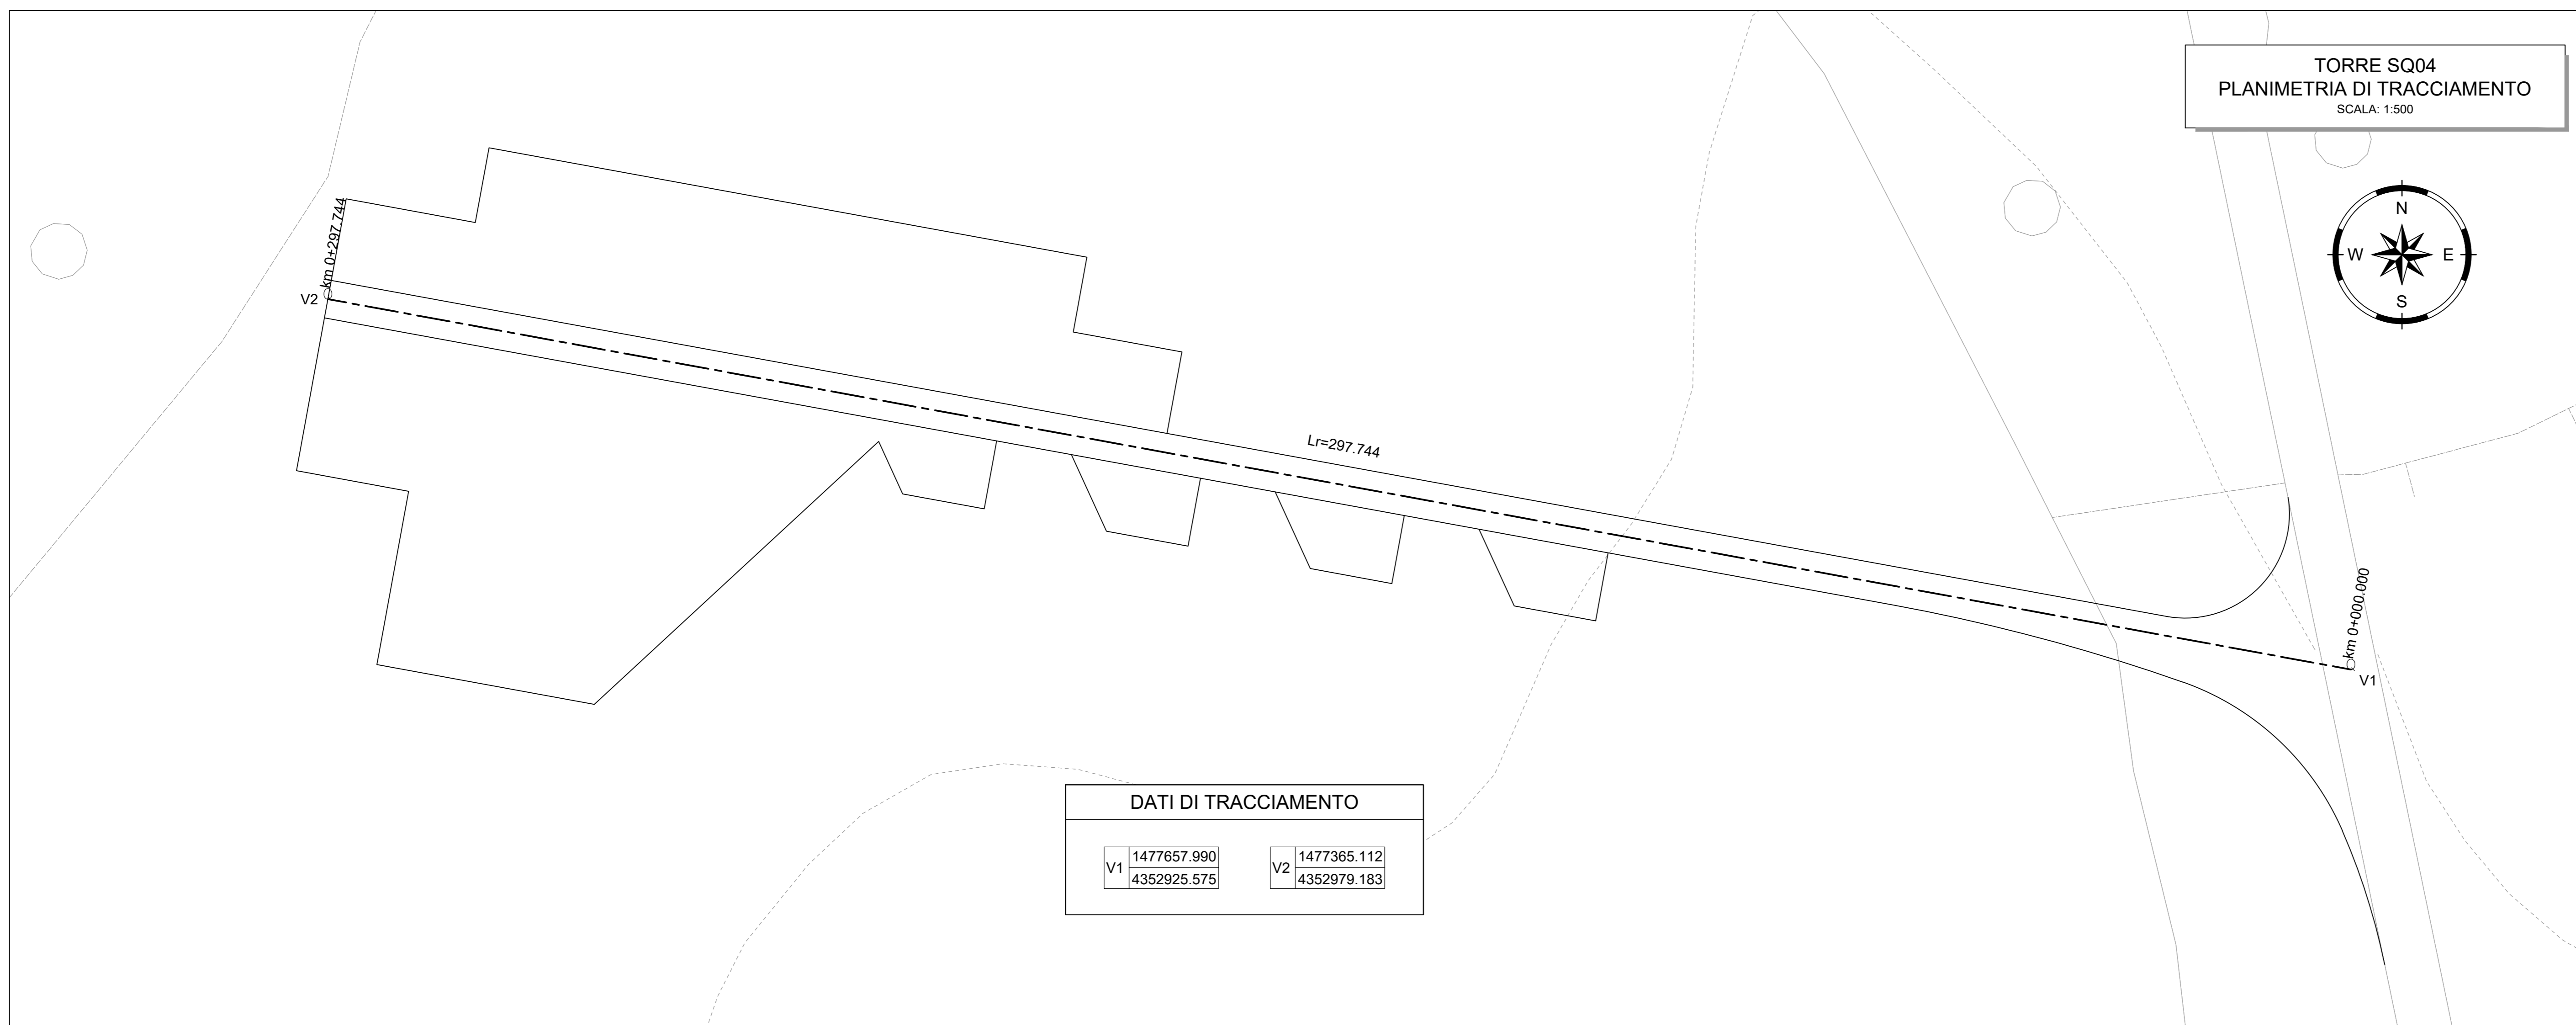 TORRE SQ04
PLANIMETRIA DI TRACCIAMENTO
SCALA: 1:500
N
W
E
S
km 0+297.744
V2
Lr=297.744
km 0+000.000
V1
DATI DI TRACCIAMENTO
V1
1477657.990
4352925.575
V2
1477365.112
4352979.183